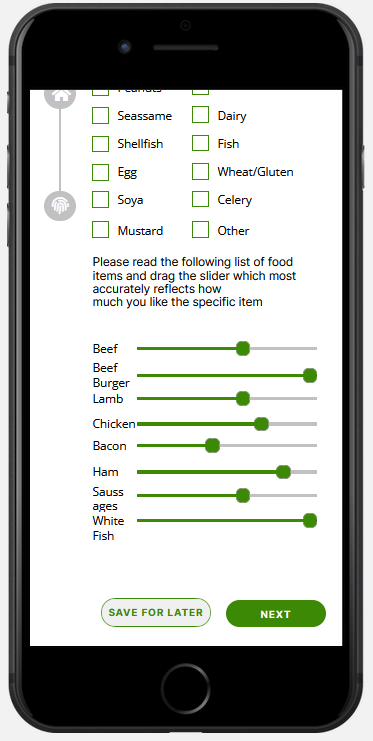 Peanuts
Seassame
Dairy
Shellfish
Fish
Egg
Wheat/Gluten
Soya
Celery
Mustard
Other
Please read the following list of food
items and drag the slider which most
accurately reflects how
much you like the specific item
Beef
Beef
Burger
Lamb
Chicken
Bacon
Ham
Sauss
ages
White
Fish
SAVE FOR LATER
NEXT